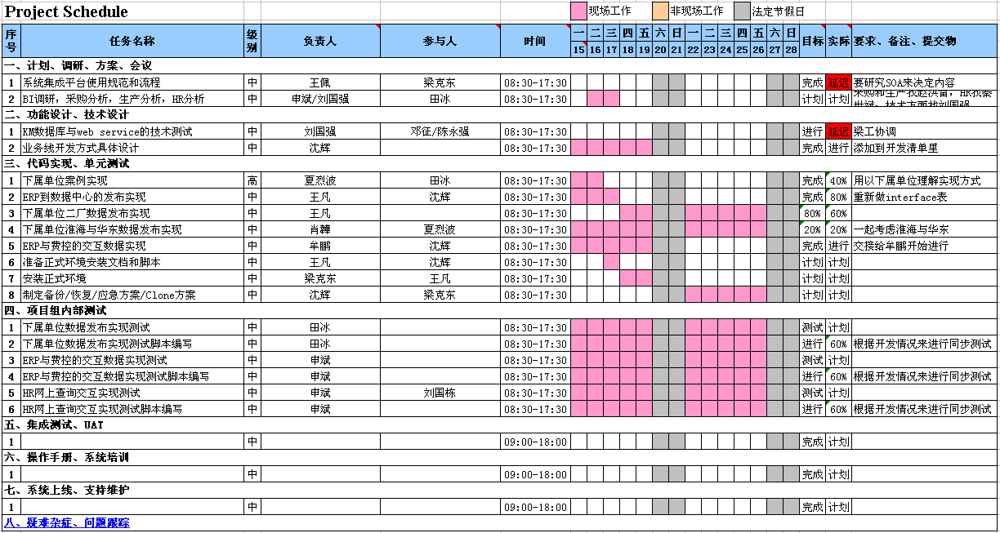 Project Schedule 现场工作 非现场工作 法定节假日
序号 任务名称 级别 负责人 参与人 时间 一 二 三 四 五 六 日 一 二 三 四 五 六 日 目标 实际 要求、备注、提交物
15 16 17 18 19 20 21 22 23 24 25 26 27 28
一、计划、调研、方案、会议
1 系统集成平台使用规范和流程 中 王佩 梁克东 08:30-17:30 完成 延迟 要研究SOA来决定内容
2 BI调研，采购分析，生产分析，HR分析 中 申斌/刘国强 田冰 08:30-17:30 计划 计划
二、功能设计、技术设计
1 KM数据库与web service的技术测试 中 刘国强 邓征/陈永强 08:30-17:30 进行 延迟 梁工协调
2 业务线开发方式具体设计 中 沈辉 08:30-17:30 完成 进行 添加到开发清单里
三、代码实现、单元测试
1 下属单位案例实现 高 夏烈波 田冰 08:30-17:30 完成 40% 用以下属单位理解实现方式
2 ERP到数据中心的发布实现 中 王凡 沈辉 08:30-17:30 完成 80% 重新做interface表
3 下属单位二厂数据发布实现 中 王凡 08:30-17:30 80% 60%
4 下属单位淮海与华东数据发布实现 中 肖 夏烈波 08:30-17:30 20% 20% 一起考虑淮海与华东
5 ERP与费控的交互数据实现 中 牟鹏 沈辉 08:30-17:30 完成 进行 交接给牟鹏开始进行
6 准备正式环境安装文档和脚本 中 王凡 沈辉 08:30-17:30 计划 计划
7 安装正式环境 中 梁克东 王凡 08:30-17:30 计划 计划
8 制定备份/恢复/应急方案/Clone方案 中 沈辉 梁克东 08:30-17:30 计划 计划
四、项目组内部测试
1 下属单位数据发布实现测试 中 田冰 08:30-17:30 测试 计划
2 下属单位数据发布实现测试脚本编写 中 田冰 08:30-17:30 进行 60% 根据开发情况来进行同步测试
3 ERP与费控的交互数据实现测试 中 申斌 08:30-17:30 测试 计划
4 ERP与费控的交互数据实现测试脚本编写 中 申斌 08:30-17:30 进行 60% 根据开发情况来进行同步测试
5 HR网上查询交互实现测试 中 申斌 刘国栋 08:30-17:30 测试 计划
6 HR网上查询交互实现测试脚本编写 中 申斌 08:30-17:30 进行 60% 根据开发情况来进行同步测试
五、集成测试、UAT
1 中 09:00-18:00 完成 计划
六、操作手册、系统培训
1 中 09:00-18:00 完成 计划
七、系统上线、支持维护
1 中 09:00-18:00 完成 计划
八、疑难杂症、问题跟踪